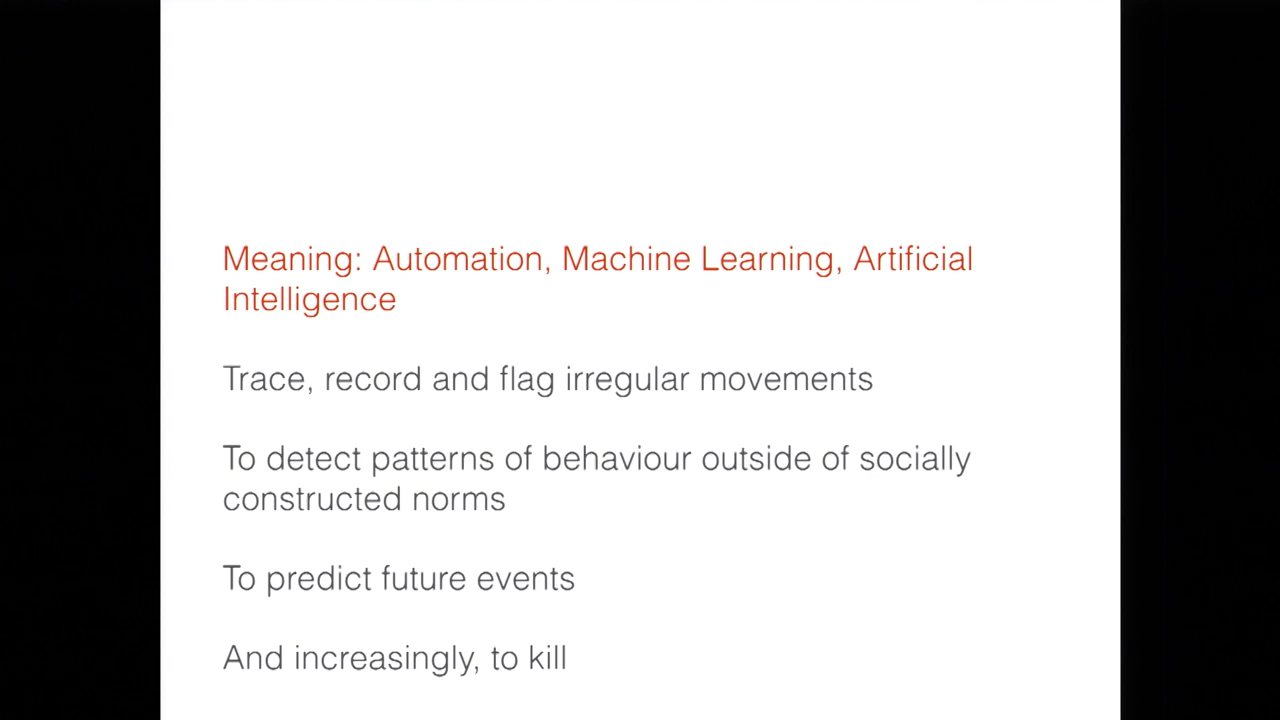 Meaning: Automation, Machine Learning, Artificial
Intelligence
Trace, record and flag irregular movements
To detect patterns of behaviour outside of socially
constructed norms
To predict future events
And increasingly, to kill